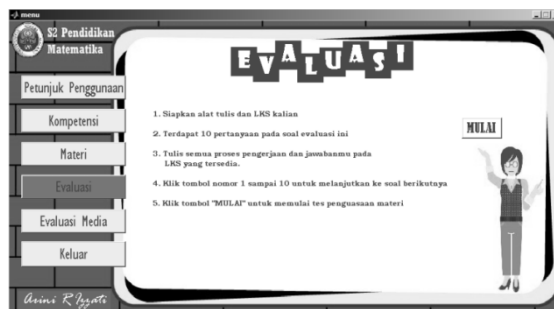 menu
S2 Pendidikan
Matematika
EVALUASI
Petunjuk Penggunaan
Kompetensi
Materi
Evaluasi
Evaluasi Media
Keluar
1. Siapkan alat tulis dan LKS kalian
2. Terdapat 10 pertanyaan pada soal evaluasi ini
3. Tulis semua proses pengerjaan dan jawabanmu pada
LKS yang tersedia.
4. Klik tombol nomor 1 sampai 10 untuk melanjutkan ke soal berikutnya
5. Klik tombol "MULAI" untuk memulai tes penguasaan materi
MULAI
Arini R Izzati